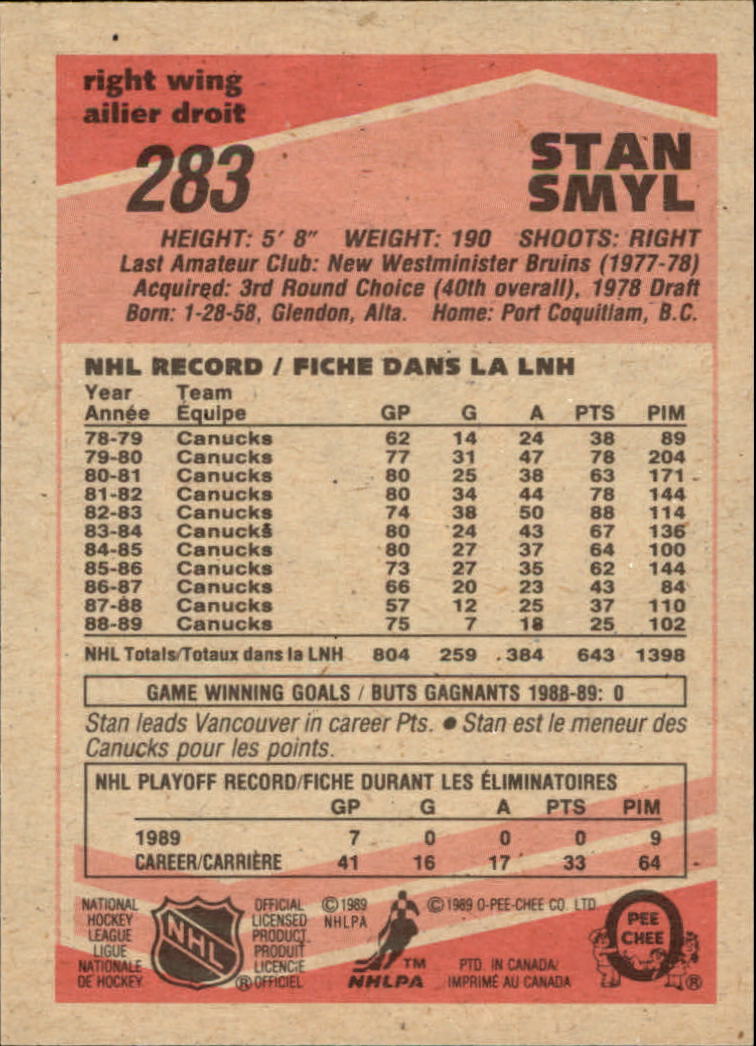 right wing
ailier droit
283
STAN
SMYL
HEIGHT: 5' 8" WEIGHT: 190 SHOOTS: RIGHT
Last Amateur Club: New Westminister Bruins (1977-78)
Acquired: 3rd Round Choice (40th overall), 1978 Draft
Born: 1-28-58, Glendon, Alta. Home: Port Coquitlam, B.C.
NHL RECORD / FICHE DANS LA LNH
Year Team
Année Équipe GP G A PTS PIM
78-79 Canucks 62 14 24 38 89
79-80 Canucks 77 31 47 78 204
80-81 Canucks 80 25 38 63 171
81-82 Canucks 80 34 44 78 144
82-83 Canucks 74 38 50 88 114
83-84 Canucks 80 24 43 67 136
84-85 Canucks 80 27 37 64 100
85-86 Canucks 73 27 35 62 144
86-87 Canucks 66 20 23 43 84
87-88 Canucks 57 12 25 37 110
88-89 Canucks 75 7 18 25 102
NHL Totals/Totaux dans la LNH 804 259 384 643 1398
GAME WINNING GOALS / BUTS GAGNANTS 1988-89: 0
Stan leads Vancouver in career Pts. ● Stan est le meneur des
Canucks pour les points.
NHL PLAYOFF RECORD/FICHE DURANT LES ÉLIMINATOIRES
GP G A PTS PIM
1989 7 0 0 0 9
CAREER/CARRIÈRE 41 16 17 33 64
NATIONAL
HOCKEY
LEAGUE
LIGUE
NATIONALE
DE HOCKEY
NHL
®
OFFICIAL
LICENSED
PRODUCT
PRODUIT
LICENCIÉ
OFFICIEL
© 1989
NHLPA
TM
NHLPA
© 1989 O-PEE-CHEE CO. LTD.
PTD. IN CANADA/
IMPRIMÉ AU CANADA
O
PEE
CHEE
®